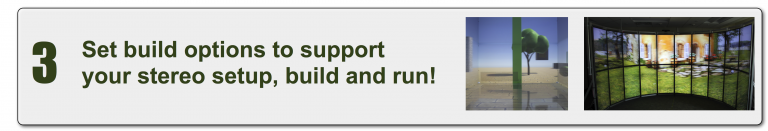 3
Set build options to support
your stereo setup, build and run!